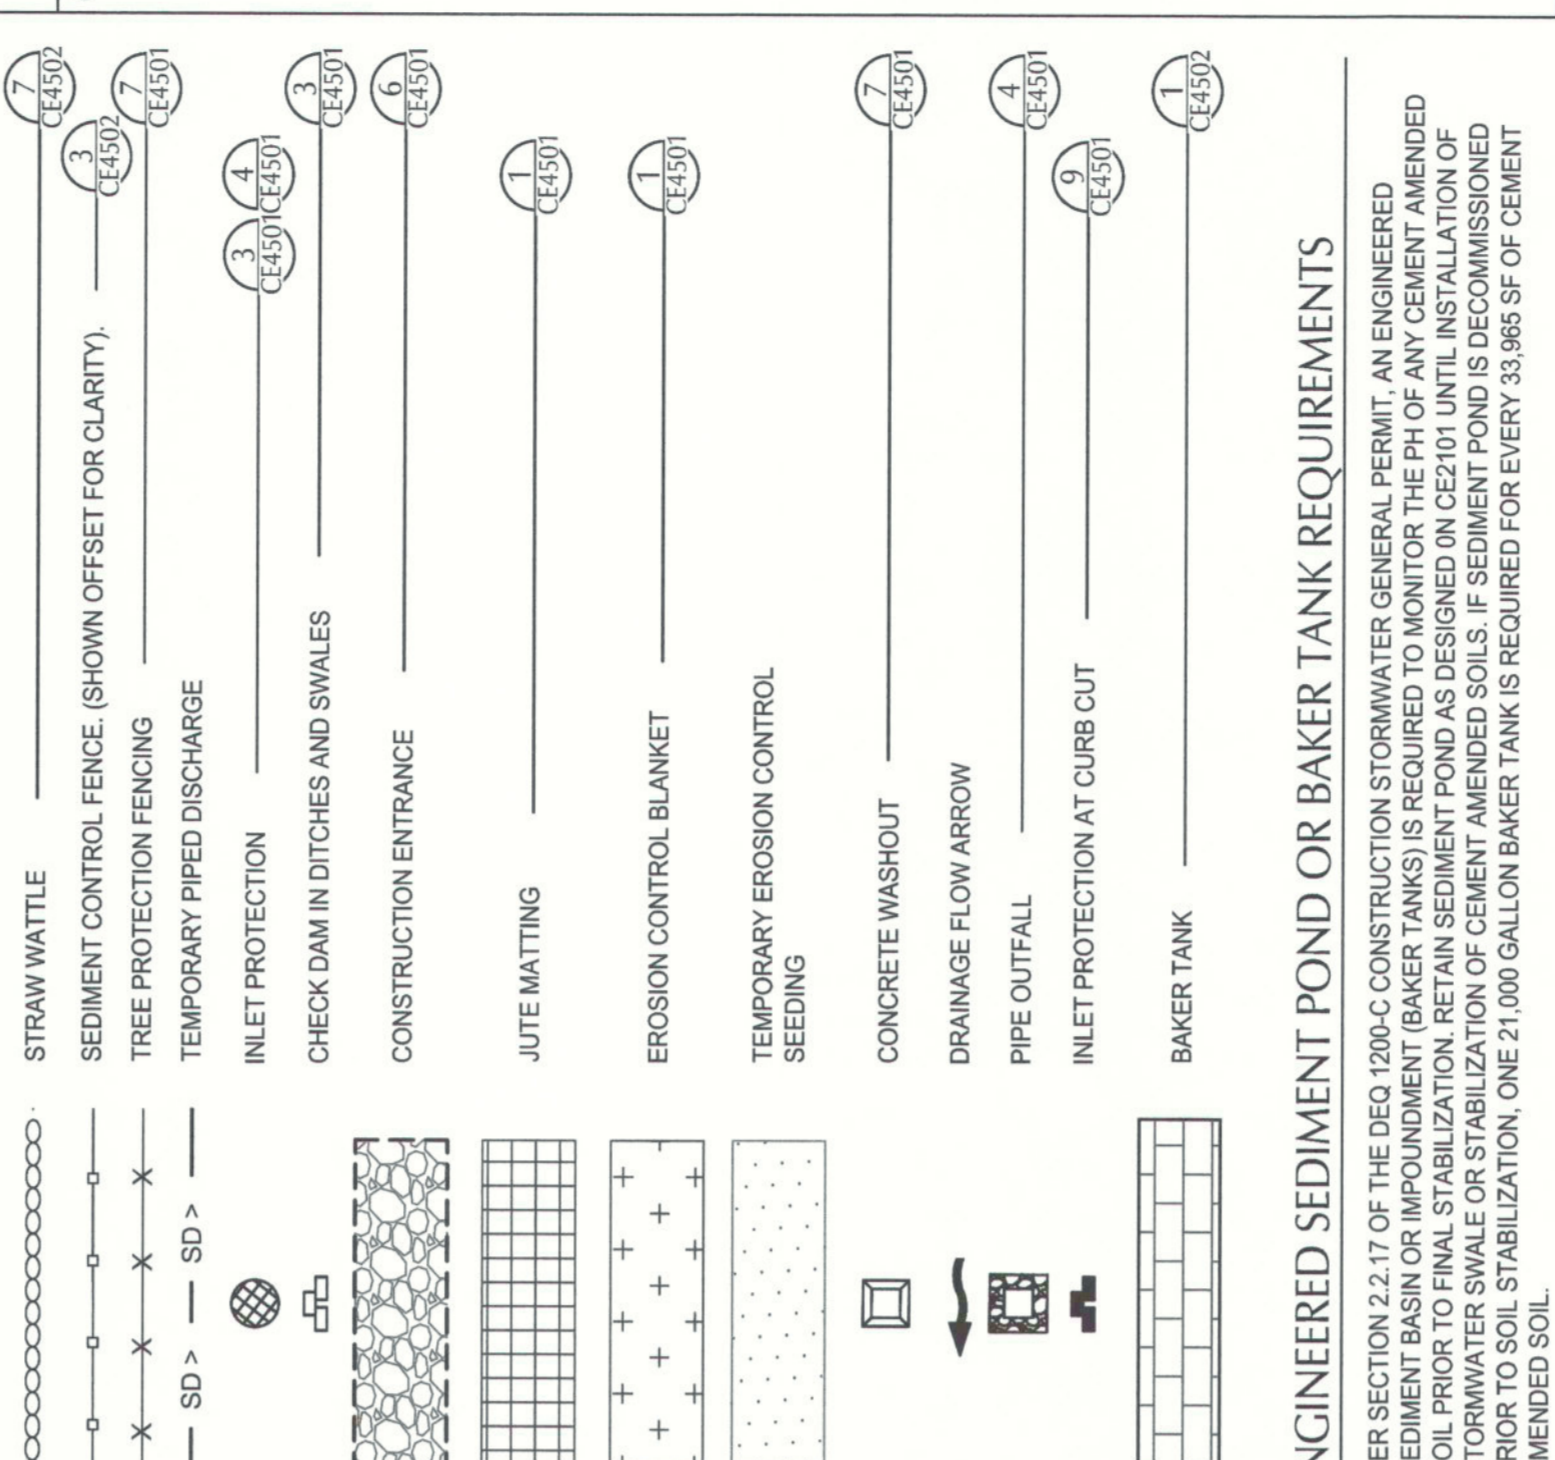 STRAW WATTLE
7
CE4502
SEDIMENT CONTROL FENCE. (SHOWN OFFSET FOR CLARITY).
3
CE4502
TREE PROTECTION FENCING
7
CE4501
SD > SD >
TEMPORARY PIPED DISCHARGE
INLET PROTECTION
3
CE4501
4
CE4501
CHECK DAM IN DITCHES AND SWALES
3
CE4501
CONSTRUCTION ENTRANCE
6
CE4501
JUTE MATTING
1
CE4501
EROSION CONTROL BLANKET
1
CE4501
TEMPORARY EROSION CONTROL
SEEDING
CONCRETE WASHOUT
7
CE4501
DRAINAGE FLOW ARROW
PIPE OUTFALL
4
CE4501
INLET PROTECTION AT CURB CUT
9
CE4501
BAKER TANK
1
CE4502
NGINEERED SEDIMENT POND OR BAKER TANK REQUIREMENTS
ER SECTION 2.2.17 OF THE DEQ 1200-C CONSTRUCTION STORMWATER GENERAL PERMIT, AN ENGINEERED
EDIMENT BASIN OR IMPOUNDMENT (BAKER TANKS) IS REQUIRED TO MONITOR THE PH OF ANY CEMENT AMENDED
OIL PRIOR TO FINAL STABILIZATION. RETAIN SEDIMENT POND AS DESIGNED 0N CE2101 UNTIL INSTALLATION OF
TORMWATER SWALE OR STABILIZATION OF CEMENT AMENDED SOILS. IF SEDIMENT POND IS DECOMMISSIONED
RIOR TO SOIL STABILIZATION, ONE 21,000 GALLON BAKER TANK IS REQUIRED FOR EVERY 33,965 SF OF CEMENT
MENDED SOIL.